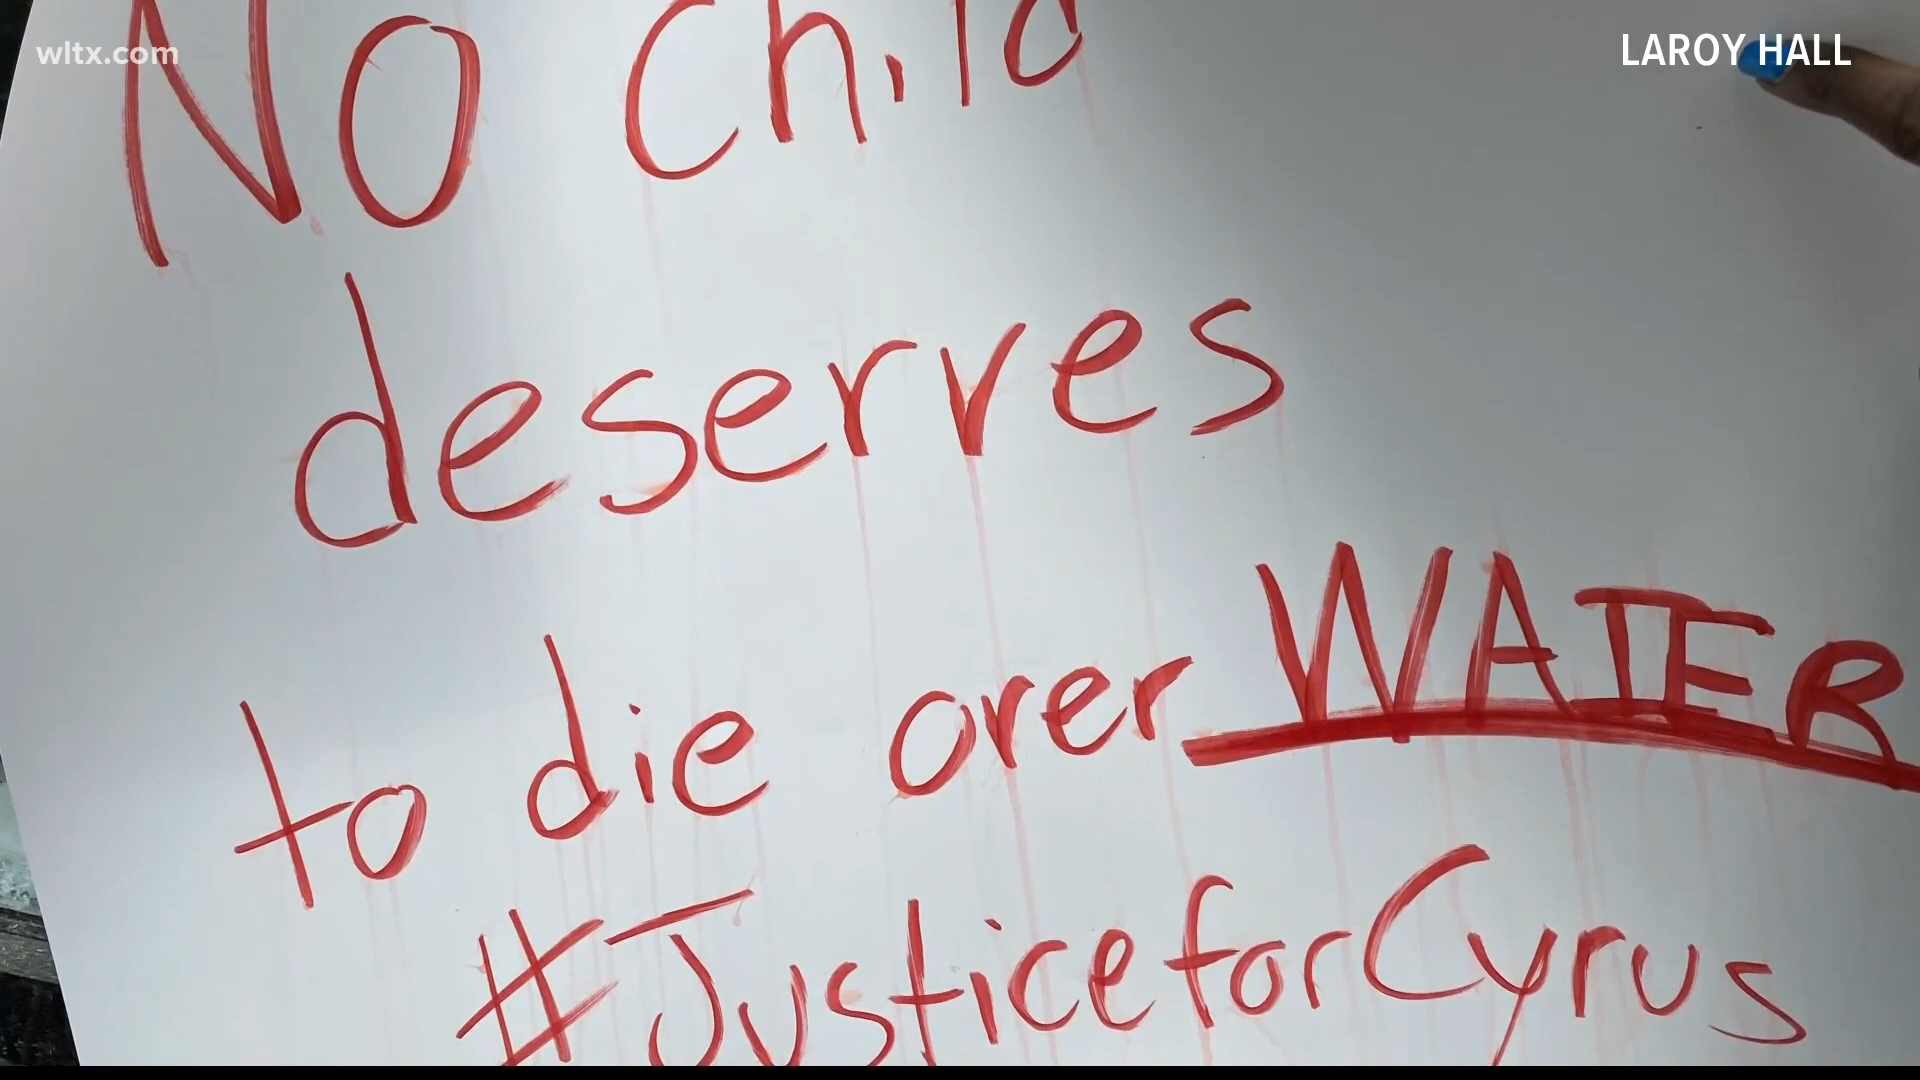 wltx.com
LAROY HALL
No Child
deserves
to die over WATER
#JusticeforCyrus